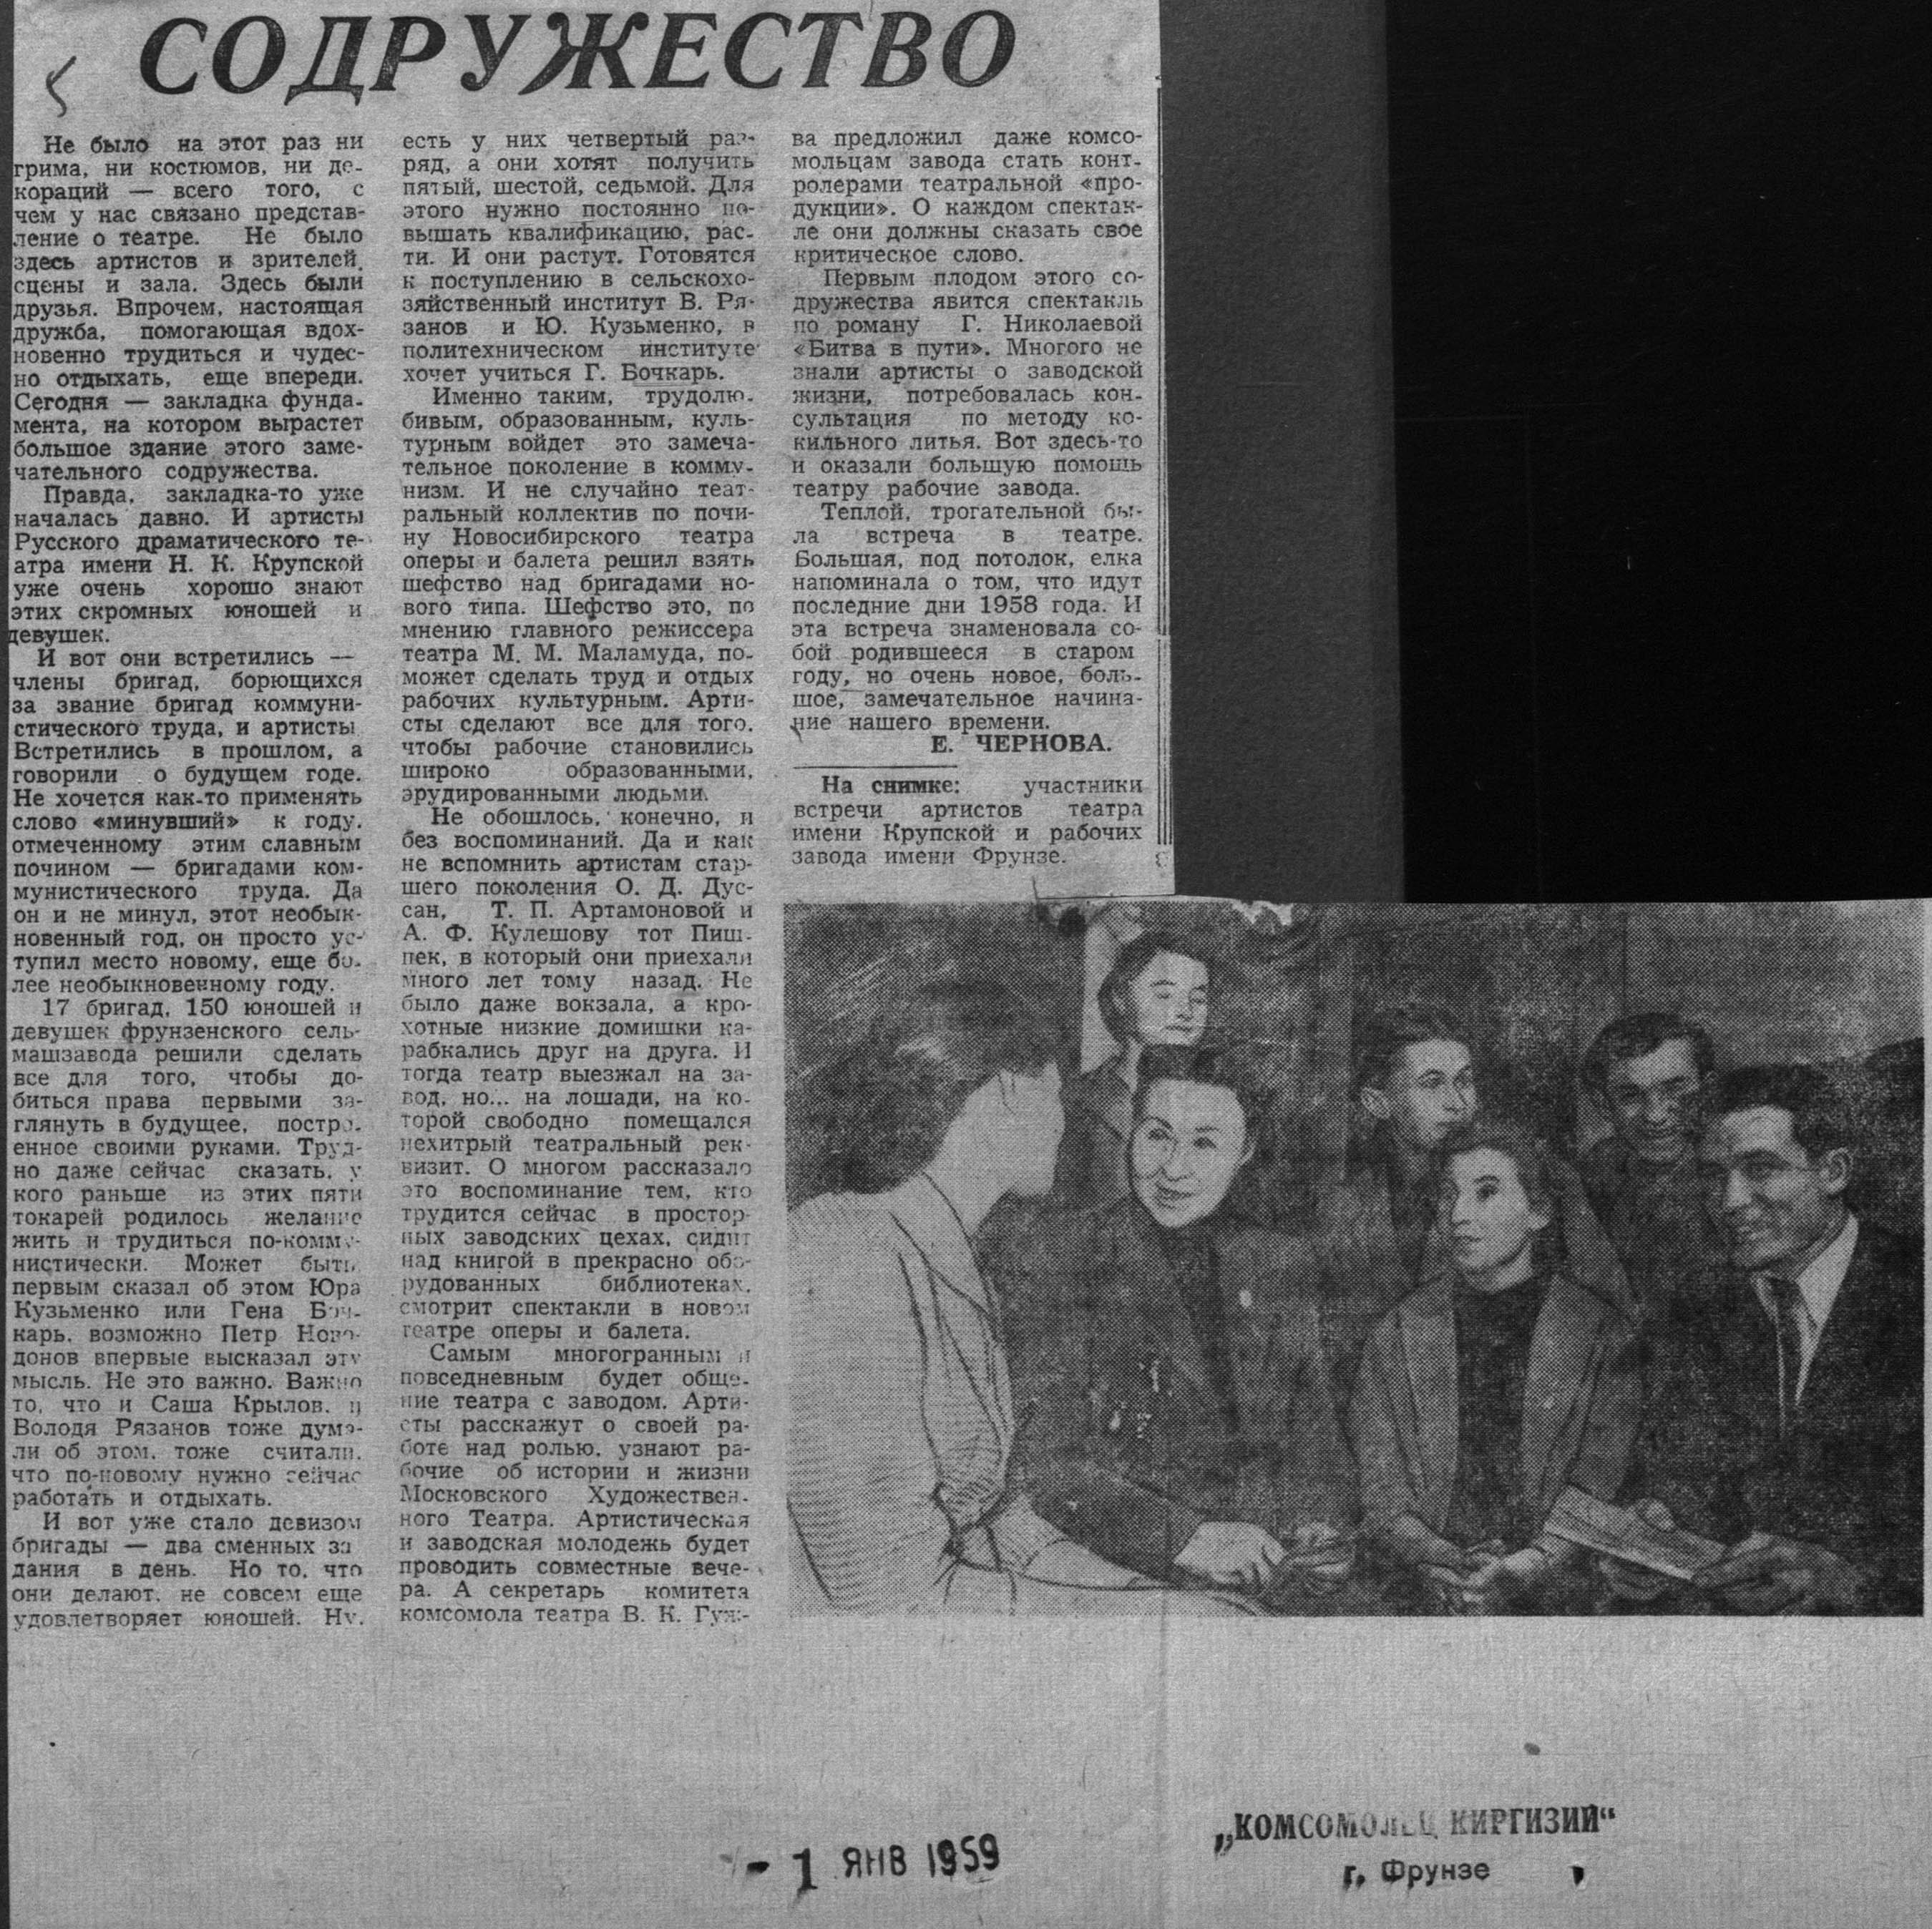 СОДРУЖЕСТВО
Не было на этот раз ни
грима, ни костюмов, ни де-
кораций — всего того, с
чем у нас связано представ-
ление о театре. Не было
здесь артистов и зрителей,
сцены и зала. Здесь были
друзья. Впрочем, настоящая
дружба, помогающая вдох-
новенно трудиться и чудес-
но отдыхать, еще впереди.
Сегодня — закладка фунда-
мента, на котором вырастет
большое здание этого заме-
чательного содружества.
Правда, закладка-то уже
началась давно. И артисты
Русского драматического те-
атра имени Н. К. Крупской
уже очень хорошо знают
этих скромных юношей и
девушек.
И вот они встретились —
члены бригад, борющихся
за звание бригад коммуни-
стического труда, и артисты.
Встретились в прошлом, а
говорили о будущем годе.
Не хочется как-то применять
слово «минувший» к году,
отмеченному этим славным
почином — бригадами ком-
мунистического труда. Да
он и не минул, этот необык-
новенный год, он просто ус-
тупил место новому, еще бо-
лее необыкновенному году.
17 бригад, 150 юношей и
девушек фрунзенского сель-
машзавода решили сделать
все для того, чтобы до-
биться права первыми за-
глянуть в будущее, постро-
енное своими руками. Труд-
но даже сейчас сказать, у
кого раньше из этих пяти
токарей родилось желание
жить и трудиться по-комму-
нистически. Может быть,
первым сказал об этом Юра
Кузьменко или Гена Боч-
карь, возможно Петр Ново-
донов впервые высказал эту
мысль. Не это важно. Важно
то, что и Саша Крылов, и
Володя Рязанов тоже дума-
ли об этом, тоже считали,
что по-новому нужно сейчас
работать и отдыхать.
И вот уже стало девизом
бригады — два сменных за
дания в день. Но то, что
они делают, не совсем еще
удовлетворяет юношей. Ну,
есть у них четвертый раз-
ряд, а они хотят получить
пятый, шестой, седьмой. Для
этого нужно постоянно по-
вышать квалификацию, рас-
ти. И они растут. Готовятся
к поступлению в сельскохо-
зяйственный институт В. Ря-
занов и Ю. Кузьменко, в
политехническом институте
хочет учиться Г. Бочкарь.
Именно таким, трудолю-
бивым, образованным, куль-
турным войдет это замеча-
тельное поколение в комму-
низм. И не случайно теат-
ральный коллектив по почи-
ну Новосибирского театра
оперы и балета решил взять
шефство над бригадами но-
вого типа. Шефство это, по
мнению главного режиссера
театра М. М. Маламуда, по-
может сделать труд и отдых
рабочих культурным. Арти-
сты сделают все для того,
чтобы рабочие становились
широко образованными,
эрудированными людьми.
Не обошлось, конечно, и
без воспоминаний. Да и как
не вспомнить артистам стар-
шего поколения О. Д. Дус-
сан, Т. П. Артамоновой и
А. Ф. Кулешову тот Пиш-
пек, в который они приехали
много лет тому назад. Не
было даже вокзала, а кро-
хотные низкие домишки ка-
рабкались друг на друга. И
тогда театр выезжал на за-
вод, но... на лошади, на ко-
торой свободно помещался
нехитрый театральный рек-
визит. О многом рассказало
это воспоминание тем, кто
трудится сейчас в простор-
ных заводских цехах, сидит
над книгой в прекрасно обо-
рудованных библиотеках,
смотрит спектакли в новом
театре оперы и балета.
Самым многогранным и
повседневным будет обще-
ние театра с заводом. Арти-
сты расскажут о своей ра-
боте над ролью, узнают ра-
бочие об истории и жизни
Московского Художествен-
ного Театра. Артистическая
и заводская молодежь будет
проводить совместные вече-
ра. А секретарь комитета
комсомола театра В. К.
ва предложил даже комсо-
мольцам завода стать конт-
ролерами театральной «про-
дукции». О каждом спектак-
ле они должны сказать свое
критическое слово.
Первым плодом этого со-
дружества явится спектакль
по роману Г. Николаевой
«Битва в пути». Многого не
знали артисты о заводской
жизни, потребовалась кон-
сультация по методу ко-
кильного литья. Вот здесь-то
и оказали большую помощь
театру рабочие завода.
Теплой, трогательной бы-
ла встреча в театре.
Большая, под потолок, елка
напоминала о том, что идут
последние дни 1958 года. И
эта встреча знаменовала со-
бой родившееся в старом
году, но очень новое, боль-
шое, замечательное начина-
ние нашего времени.
Е. ЧЕРНОВА.
На снимке: участники
встречи артистов театра
имени Крупской и рабочих
завода имени Фрунзе.
- 1 ЯНВ 1959
„КОМСОМОЛЕЦ КИРГИЗИИ“
г. Фрунзе